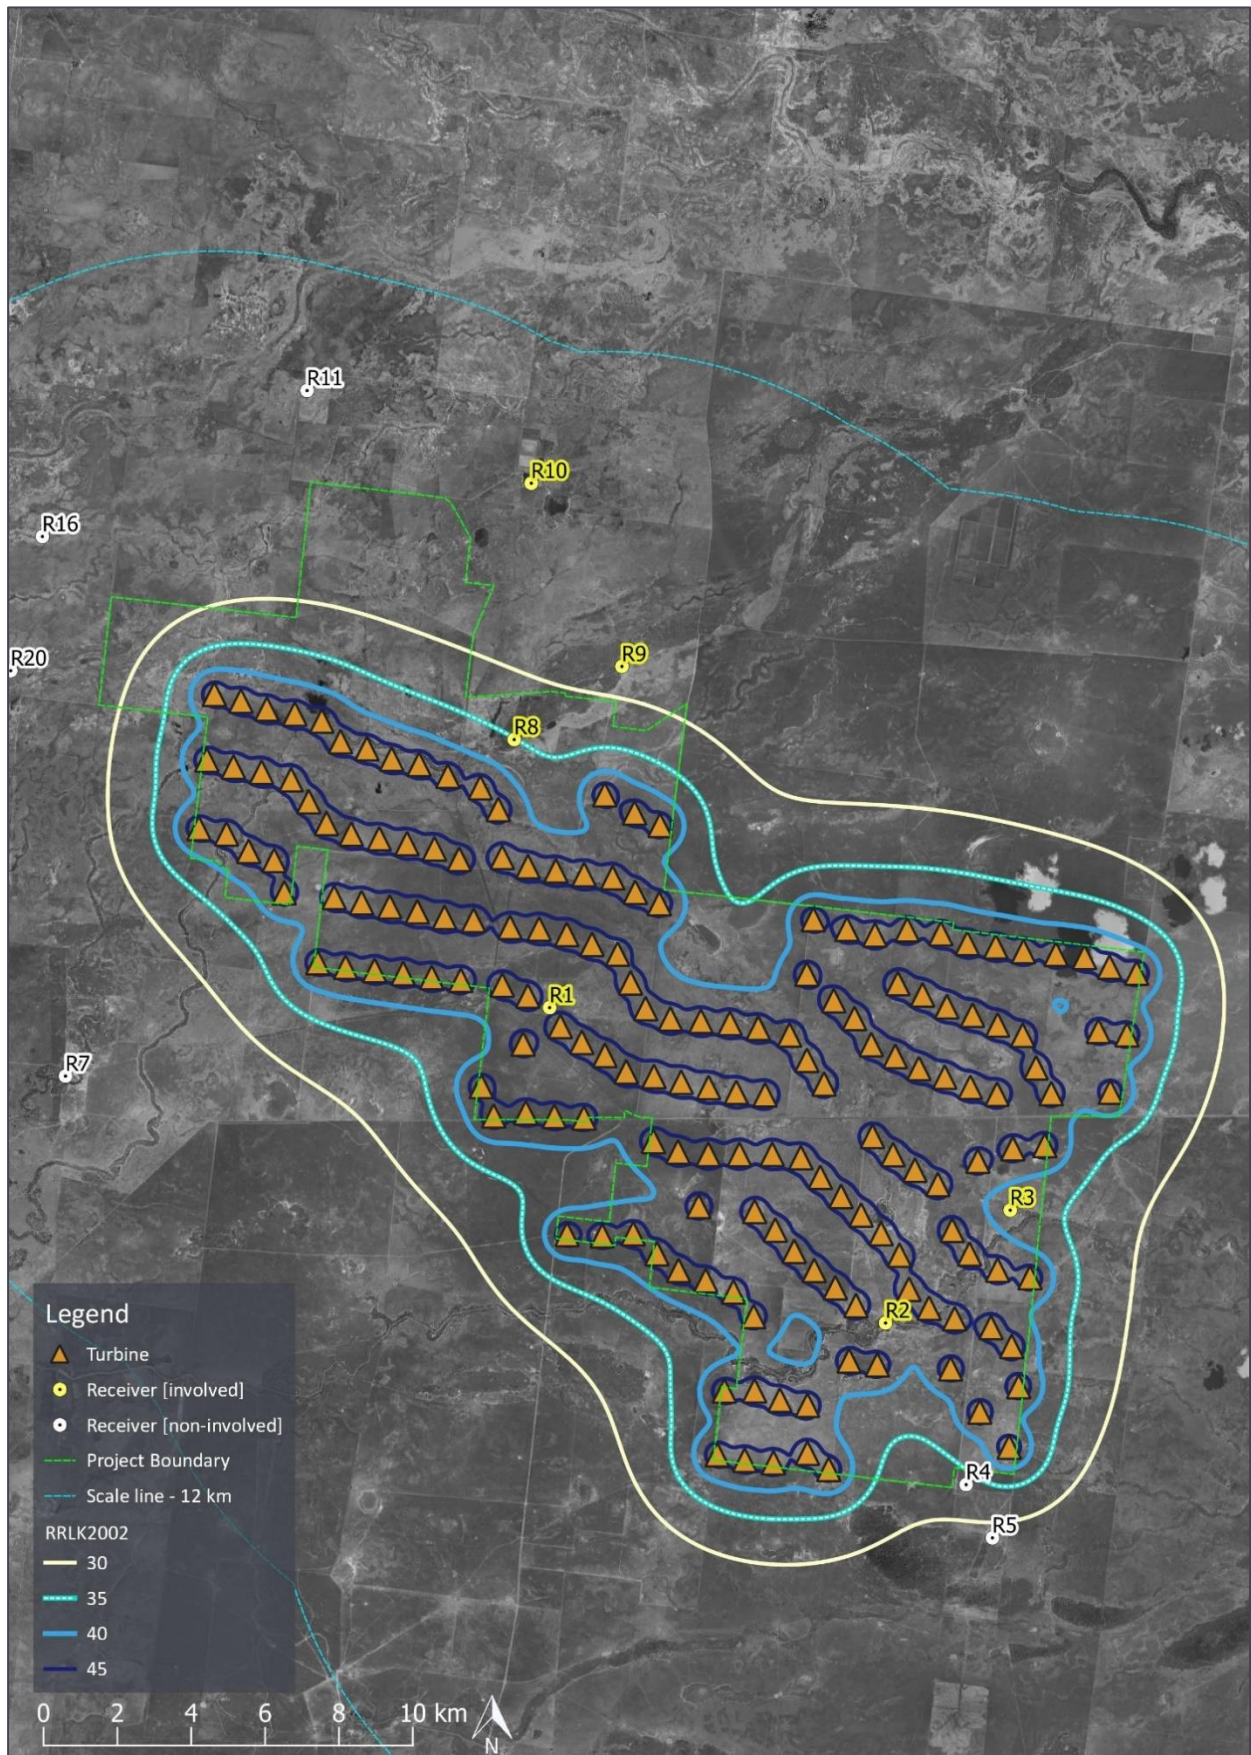 R11
R10
R16
R9
R20
R8
R1
R7
R3
R2
R4
R5
Legend
Turbine
Receiver [involved]
Receiver [non-involved]
Project Boundary
Scale line - 12 km
RRLK2002
30
35
40
45
0 2 4 6 8 10 km
N